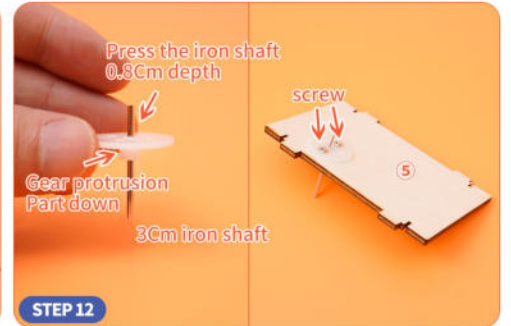 Press the iron shaft
0.8Cm depth
screw
5
Gear protrusion
Part down
3Cm iron shaft
STEP 12